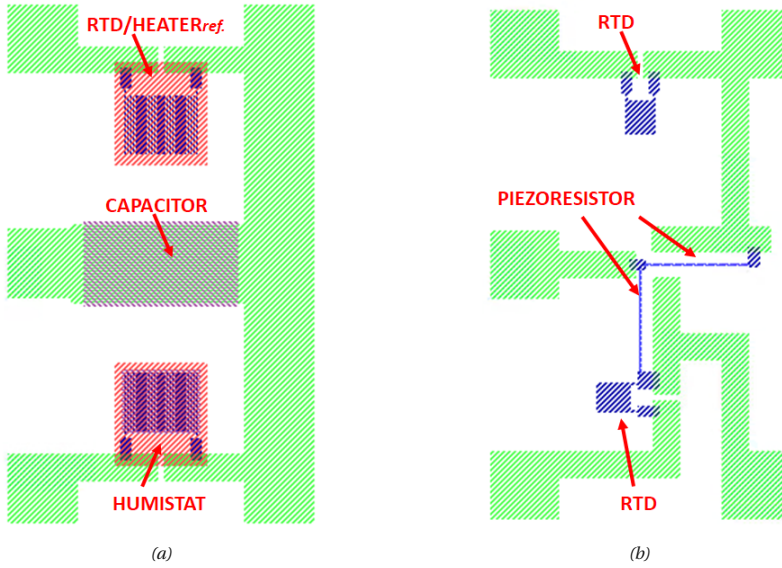 RTD/HEATERref.
CAPACITOR
HUMISTAT
(a)
RTD
PIEZORESISTOR
RTD
(b)